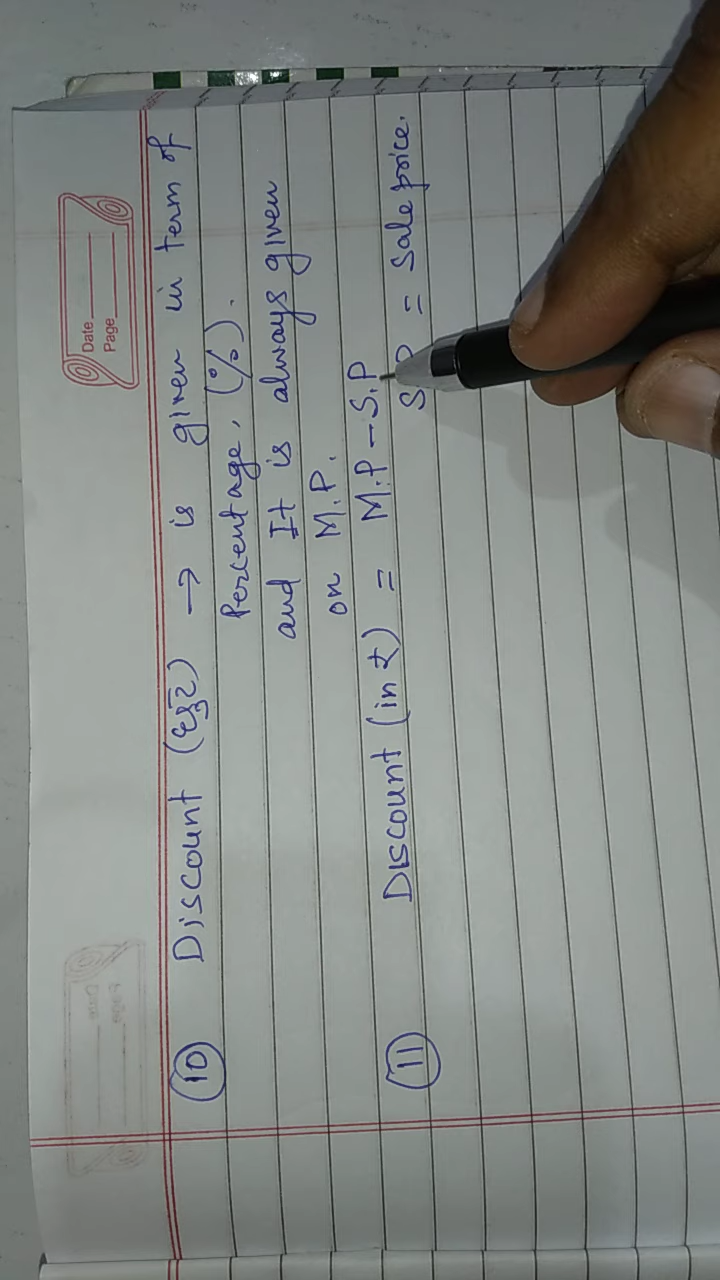 Date
Page
10 Discount (छूट) → is given in term of
Percentage, (%).
and It is always given
on M.P.
11 Discount (in ₹) = M.P - S.P
S.P = Sale price.